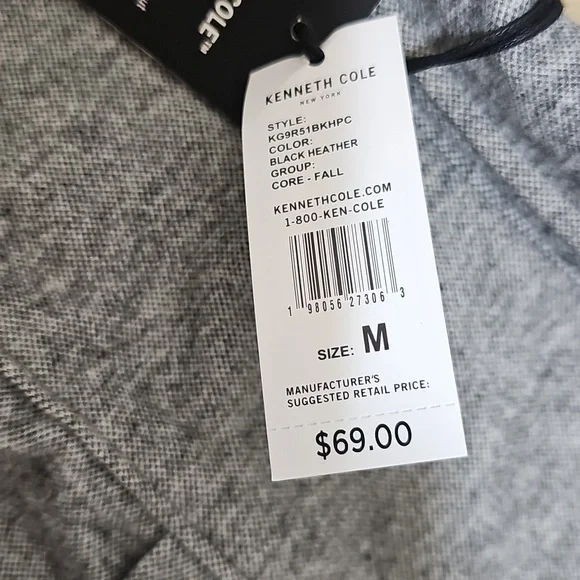 COLE™
KENNETH COLE
NEW YORK
STYLE:
KG9R51BKHPC
COLOR:
BLACK HEATHER
GROUP:
CORE - FALL
KENNETHCOLE.COM
1-800-KEN-COLE
1 98056 27306 3
SIZE: M
MANUFACTURER'S
SUGGESTED RETAIL PRICE:
$69.00